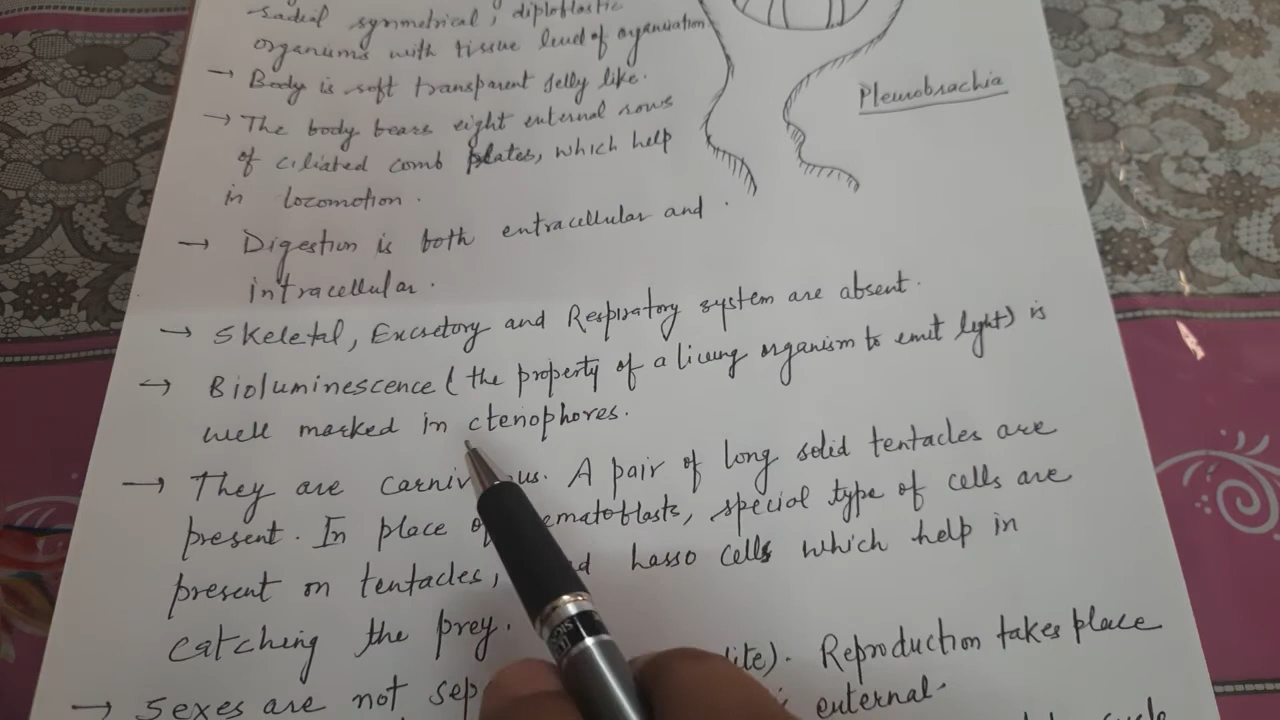 radial symmetrical, diploblastic
organisms with tissue level of organisation
→ Body is soft transparent Jelly like.
→ The body bears eight external rows
of ciliated comb plates, which help
in locomotion.
→ Digestion is both extracellular and
intracellular.
→ Skeletal, Excretory and Respiratory system are absent.
→ Bioluminescence (the property of a living organism to emit light) is
well marked in ctenophores.
→ They are carniv us. A pair of long solid tentacles are
present. In place of ematoblasts, special type of cells are
present on tentacles, d lasso cells which help in
catching the prey.
→ Sexes are not sep dite). Reproduction takes place
external.
Pleurobrachia